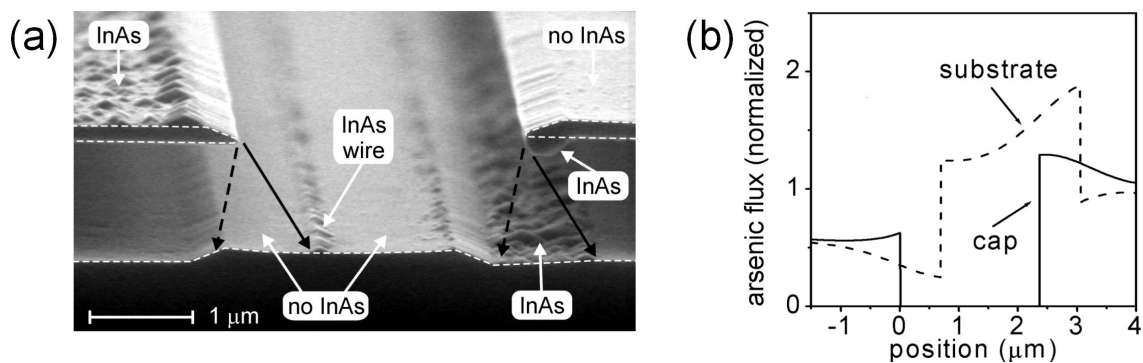 (a)
InAs
no InAs
InAs
wire
InAs
no InAs
InAs
1 μm
(b)
arsenic flux (normalized)
2
1
0
substrate
cap
-1 0 1 2 3 4
position (μm)